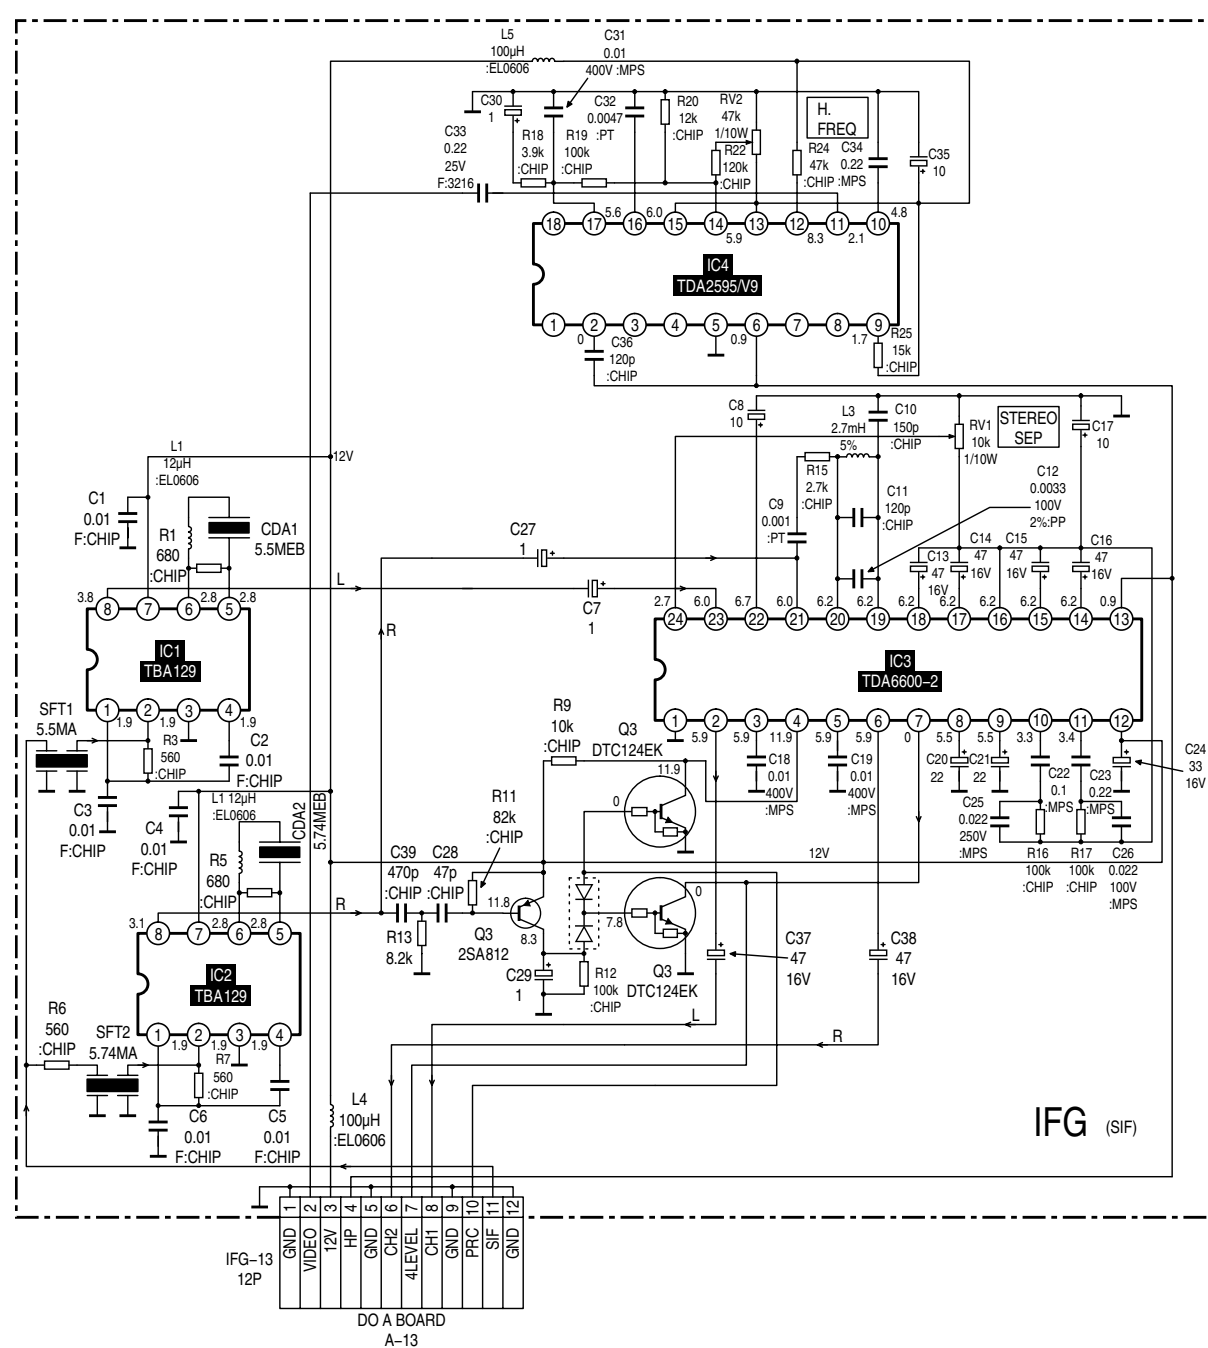 L5
100µH
:EL0606
C31
0.01
400V :MPS
C30
1
C32
0.0047
:PT
R20
12k
:CHIP
RV2
47k
1/10W
H.
FREQ
C33
0.22
25V
F:3216
R18
3.9k
:CHIP
R19
100k
:CHIP
R22
120k
:CHIP
R24
47k
:CHIP
C34
0.22
:MPS
C35
10
5.6
6.0
5.9
8.3
2.1
4.8
18 17 16 15 14 13 12 11 10
IC4
TDA2595/V9
1 2 3 4 5 6 7 8 9
0
0.9
1.7
C36
120p
:CHIP
R25
15k
:CHIP
C8
10
L3
2.7mH
5%
C10
150p
:CHIP
RV1
10k
1/10W
STEREO
SEP
C17
10
L1
12µH
:EL0606
12V
R15
2.7k
:CHIP
C11
120p
:CHIP
C12
0.0033
100V
2%:PP
C1
0.01
F:CHIP
R1
680
:CHIP
CDA1
5.5MEB
C27
1
C9
0.001
:PT
C13
47
16V
C14
47
16V
C15
47
C16
47
16V
L
C7
1
R
3.8
2.8
2.8
8 7 6 5
IC1
TBA129
1 2 3 4
1.9
1.9
1.9
2.7
6.0
6.7
6.0
6.2
6.2
6.2
6.2
6.2
6.2
6.2
0.9
24 23 22 21 20 19 18 17 16 15 14 13
IC3
TDA6600–2
1 2 3 4 5 6 7 8 9 10 11 12
5.9
5.9
11.9
5.9
5.9
0
5.5
5.5
3.3
3.4
SFT1
5.5MA
R3
560
:CHIP
C2
0.01
F:CHIP
R9
10k
:CHIP
Q3
DTC124EK
11.9
0
C18
0.01
400V
:MPS
C19
0.01
400V
:MPS
C20
22
C21
22
C22
0.1
:MPS
C23
0.22
:MPS
C24
33
16V
C3
0.01
F:CHIP
C4
0.01
F:CHIP
L1 12µH
:EL0606
CDA2
5.74MEB
R5
680
:CHIP
R11
82k
:CHIP
C25
0.022
250V
:MPS
R16
100k
:CHIP
R17
100k
:CHIP
C26
0.022
100V
:MPS
12V
C39
470p
:CHIP
C28
47p
:CHIP
R
11.8
8.3
7.8
0
R13
8.2k
Q3
2SA812
C29
1
R12
100k
:CHIP
Q3
DTC124EK
C37
47
16V
C38
47
16V
3.1
2.8
2.8
8 7 6 5
IC2
TBA129
1 2 3 4
1.9
1.9
1.9
L
R
R6
560
:CHIP
SFT2
5.74MA
R7
560
:CHIP
C6
0.01
F:CHIP
C5
0.01
F:CHIP
L4
100µH
:EL0606
IFG (SIF)
1 2 3 4 5 6 7 8 9 10 11 12
GND VIDEO 12V HP GND CH2 4LEVEL CH1 GND PRC SIF GND
IFG–13
12P
DO A BOARD
A–13